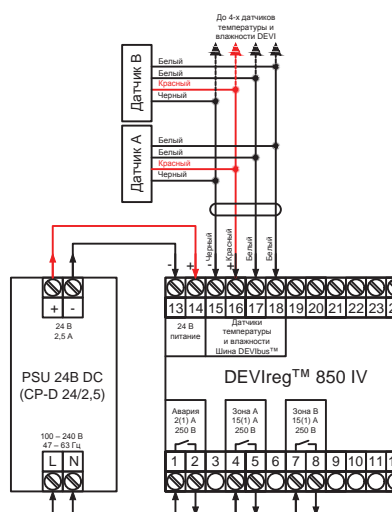 До 4-х датчиков
температуры и
влажности DEVI
Датчик B
Белый
Белый
Красный
Черный
Датчик A
Белый
Белый
Красный
Черный
- + - Черный
+ Красный
Белый
Белый
+ -
24 В
2,5 А
PSU 24В DC
(CP-D 24/2,5)
100 – 240 В
47 – 63 Гц
L N
13 14 15 16 17 18 19 20 21 22 23
24 В
питание
Датчики
температуры
и влажности
Шина DEVIbus™
DEVIreg™ 850 IV
Авария
2(1) А
250 В
Зона А
15(1) А
250 В
Зона В
15(1) А
250 В
1 2 3 4 5 6 7 8 9 10 11